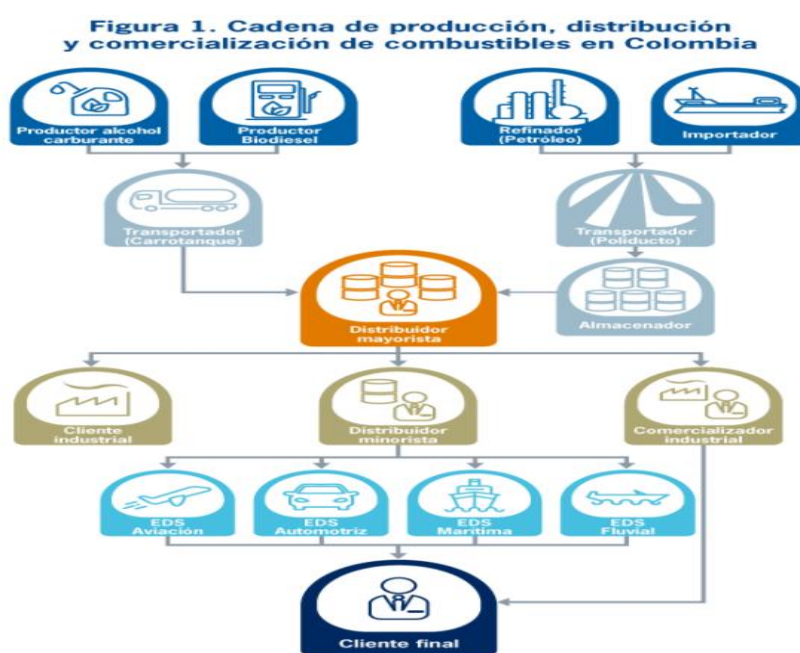 Figura 1. Cadena de producción, distribución
y comercialización de combustibles en Colombia
Productor alcohol
carburante
Productor
Biodiesel
Refinador
(Petróleo)
Importador
Transportador
(Carrotanque)
Transportador
(Poliducto)
Distribuidor
mayorista
Almacenador
Cliente
industrial
Distribuidor
minorista
Comercializador
industrial
EDS
Aviación
EDS
Automotriz
EDS
Marítima
EDS
Fluvial
Cliente final